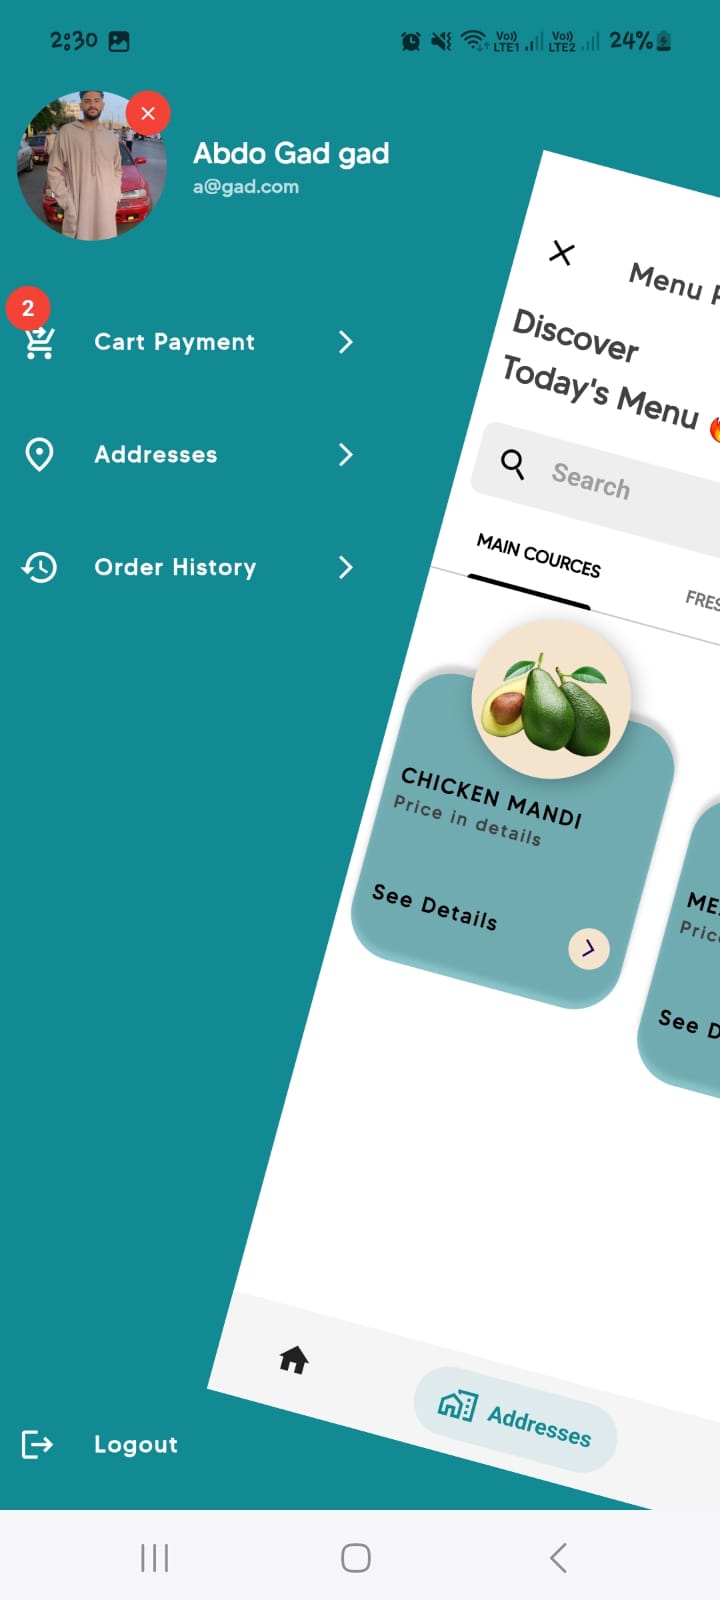 2:30
Vo)) LTE1
Vo)) LTE2
24%
Abdo Gad gad
a@gad.com
2
Cart Payment
Addresses
Order History
Logout
Menu
Discover
Today's Menu 🔥
Search
MAIN COURCES
FRES
CHICKEN MANDI
Price in details
See Details
ME
Pric
See D
Addresses